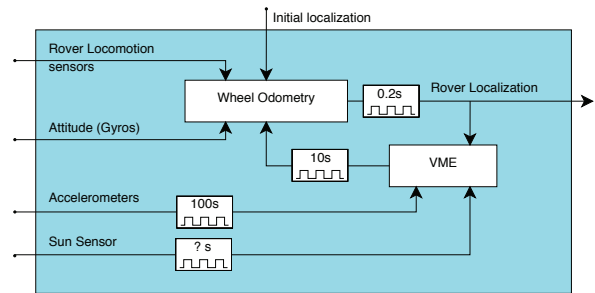 Initial localization
Rover Locomotion
sensors
Wheel Odometry
0.2s
Rover Localization
Attitude (Gyros)
10s
VME
Accelerometers
100s
Sun Sensor
? s